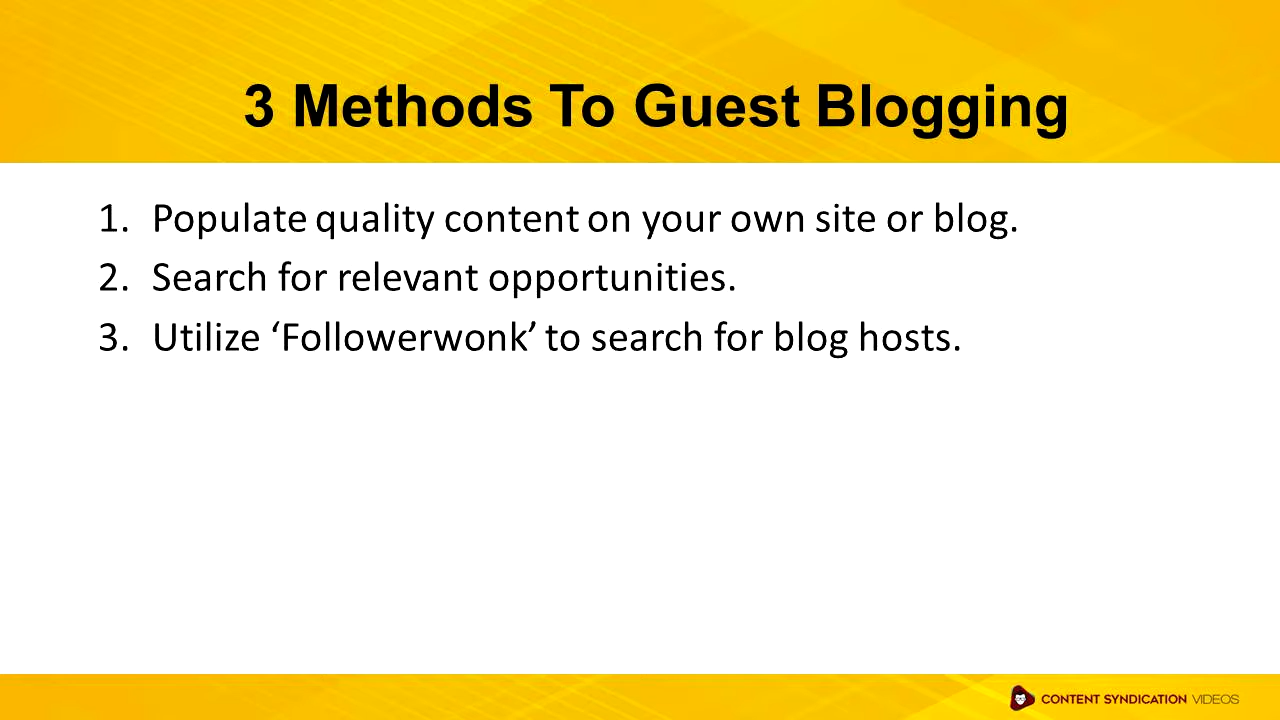 3 Methods To Guest Blogging
1. Populate quality content on your own site or blog.
2. Search for relevant opportunities.
3. Utilize ‘Followerwonk’ to search for blog hosts.
CONTENT SYNDICATION VIDEOS